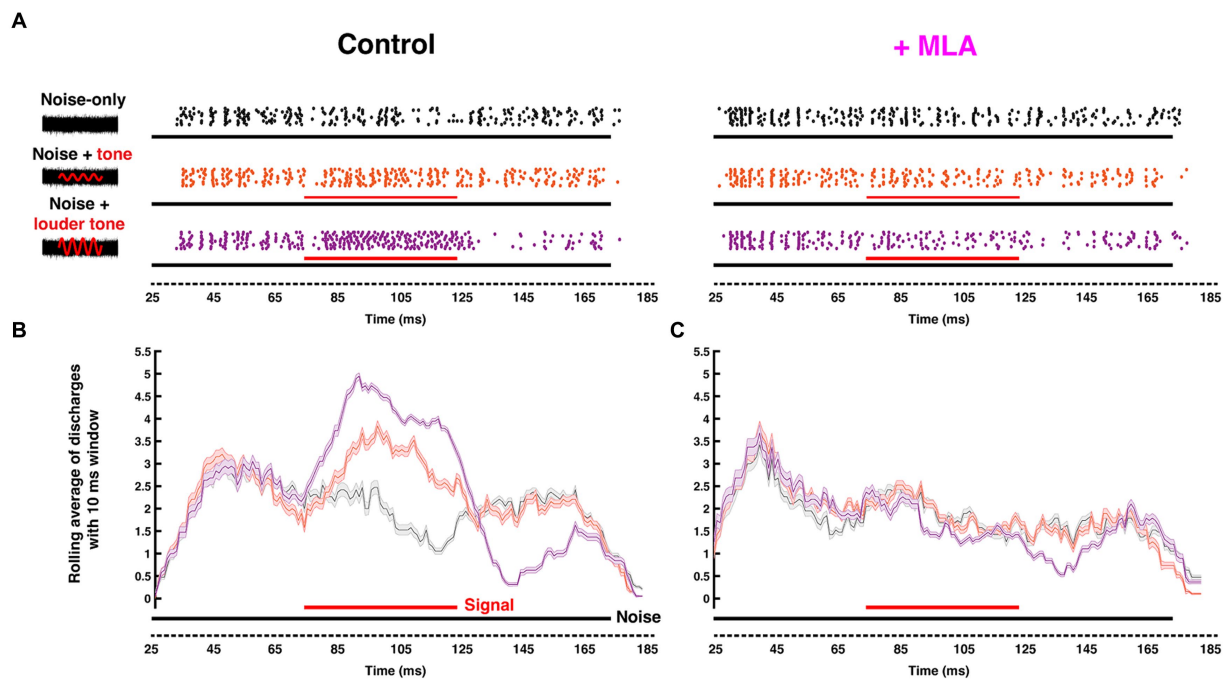 A
Control
+ MLA
Noise-only
Noise + tone
Noise +
louder tone
25 45 65 85 105 125 145 165 185
Time (ms)
25 45 65 85 105 125 145 165 185
Time (ms)
B
Rolling average of discharges
with 10 ms window
5.5
5
4.5
4
3.5
3
2.5
2
1.5
1
0.5
0
Signal
Noise
25 45 65 85 105 125 145 165 185
Time (ms)
C
5.5
5
4.5
4
3.5
3
2.5
2
1.5
1
0.5
0
25 45 65 85 105 125 145 165 185
Time (ms)